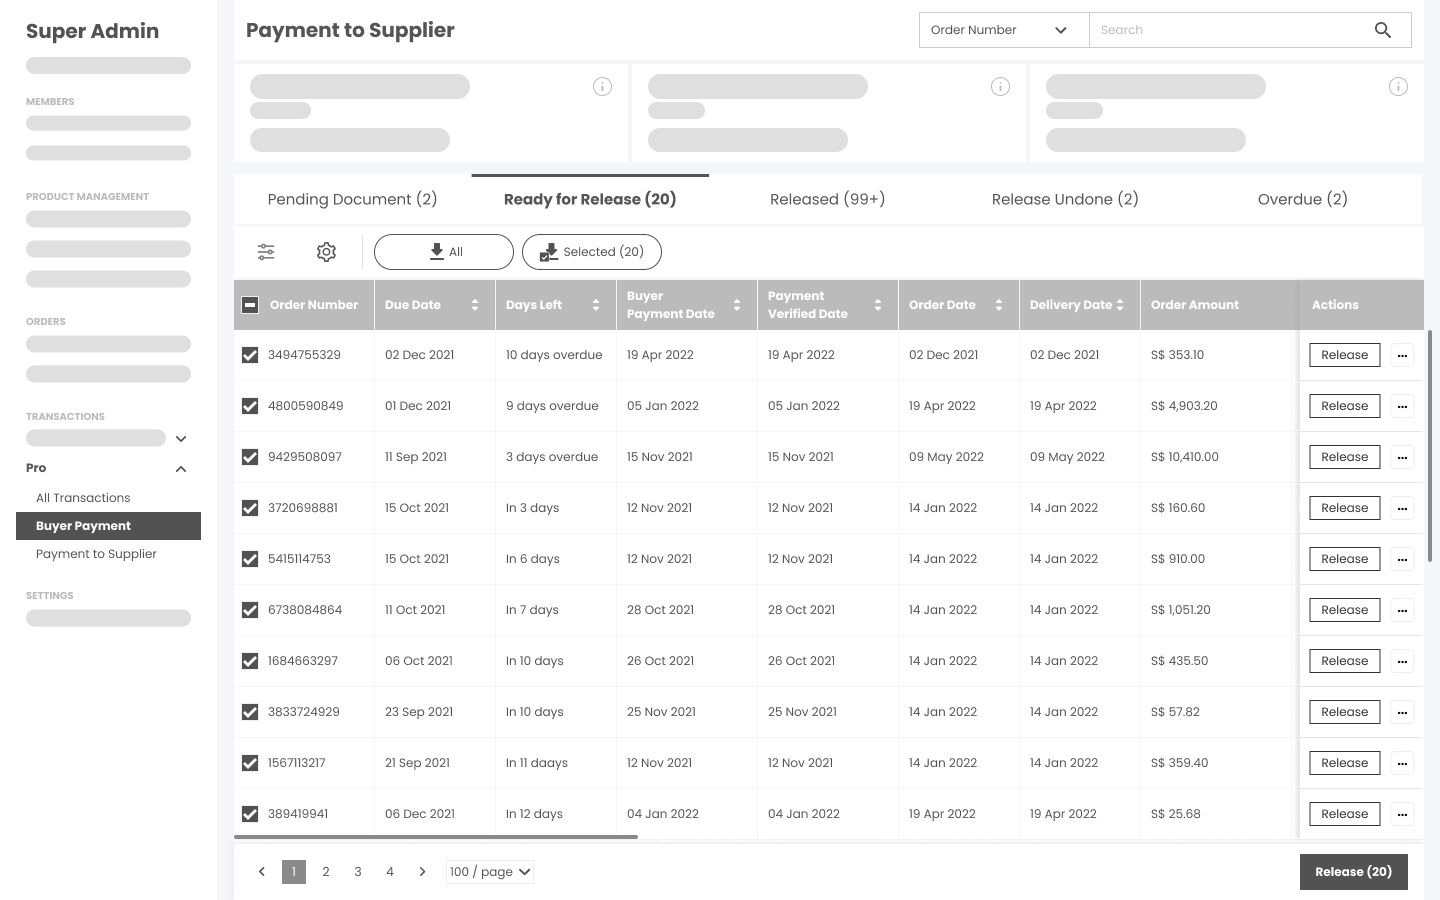 Super Admin
MEMBERS
PRODUCT MANAGEMENT
ORDERS
TRANSACTIONS
Pro
All Transactions
Buyer Payment
Payment to Supplier
SETTINGS
Payment to Supplier
Order Number Search
Pending Document (2) Ready for Release (20) Released (99+) Release Undone (2) Overdue (2)
All Selected (20)
Order Number Due Date Days Left Buyer Payment Date Payment Verified Date Order Date Delivery Date Order Amount Actions
3494755329 02 Dec 2021 10 days overdue 19 Apr 2022 19 Apr 2022 02 Dec 2021 02 Dec 2021 S$ 353.10 Release
4800590849 01 Dec 2021 9 days overdue 05 Jan 2022 05 Jan 2022 19 Apr 2022 19 Apr 2022 S$ 4,903.20 Release
9429508097 11 Sep 2021 3 days overdue 15 Nov 2021 15 Nov 2021 09 May 2022 09 May 2022 S$ 10,410.00 Release
3720698881 15 Oct 2021 In 3 days 12 Nov 2021 12 Nov 2021 14 Jan 2022 14 Jan 2022 S$ 160.60 Release
5415114753 15 Oct 2021 In 6 days 12 Nov 2021 12 Nov 2021 14 Jan 2022 14 Jan 2022 S$ 910.00 Release
6738084864 11 Oct 2021 In 7 days 28 Oct 2021 28 Oct 2021 14 Jan 2022 14 Jan 2022 S$ 1,051.20 Release
1684663297 06 Oct 2021 In 10 days 26 Oct 2021 26 Oct 2021 14 Jan 2022 14 Jan 2022 S$ 435.50 Release
3833724929 23 Sep 2021 In 10 days 25 Nov 2021 25 Nov 2021 14 Jan 2022 14 Jan 2022 S$ 57.82 Release
1567113217 21 Sep 2021 In 11 daays 12 Nov 2021 12 Nov 2021 14 Jan 2022 14 Jan 2022 S$ 359.40 Release
389419941 06 Dec 2021 In 12 days 04 Jan 2022 04 Jan 2022 19 Apr 2022 19 Apr 2022 S$ 25.68 Release
1 2 3 4 100 / page Release (20)